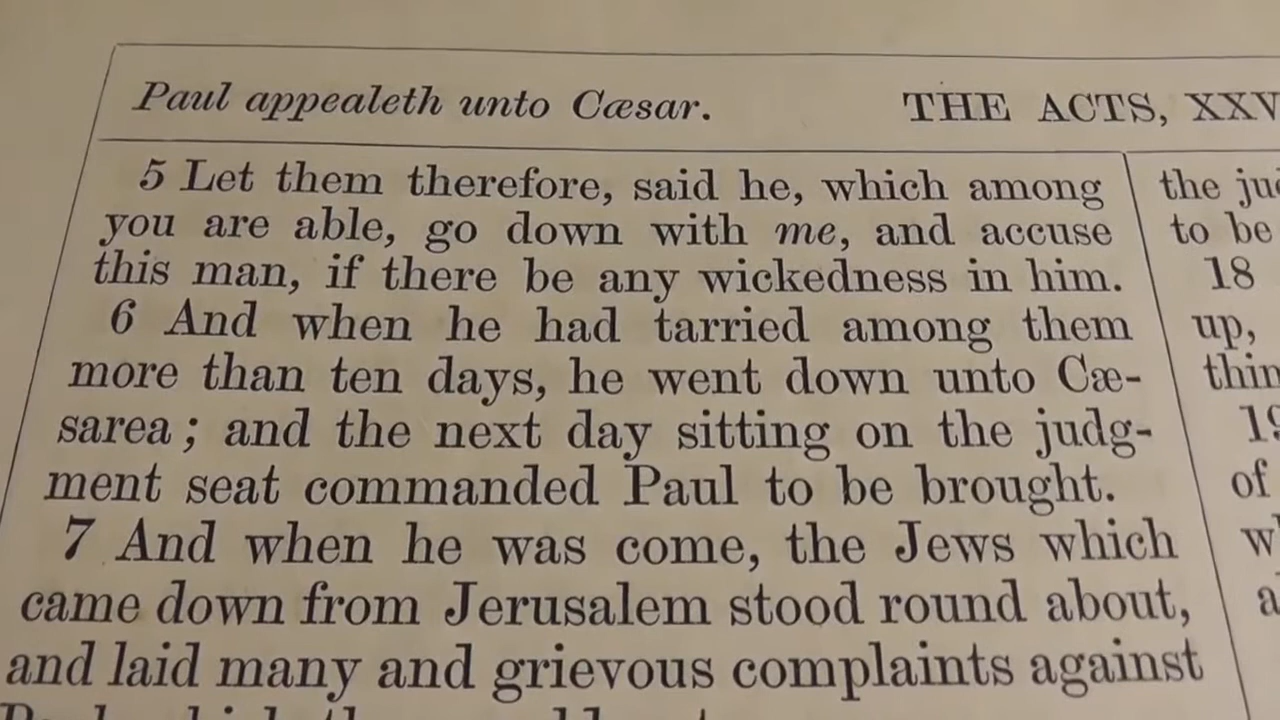 Paul appealeth unto Cæsar.
THE ACTS, XXV
5 Let them therefore, said he, which among
you are able, go down with me, and accuse
this man, if there be any wickedness in him.
6 And when he had tarried among them
more than ten days, he went down unto Cæ-
sarea ; and the next day sitting on the judg-
ment seat commanded Paul to be brought.
7 And when he was come, the Jews which
came down from Jerusalem stood round about,
and laid many and grievous complaints against
the
to be
18
up,
of